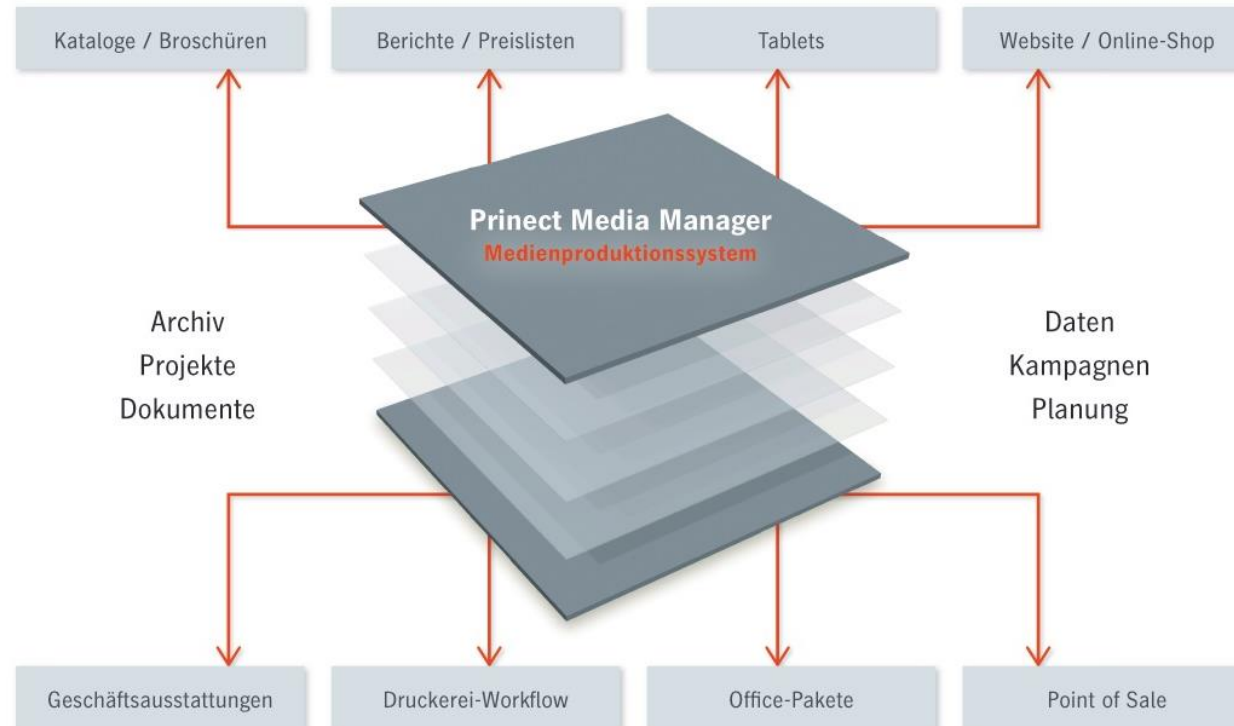 Kataloge / Broschüren
Berichte / Preislisten
Tablets
Website / Online-Shop
Prinect Media Manager
Medienproduktionssystem
Archiv
Projekte
Dokumente
Daten
Kampagnen
Planung
Geschäftsausstattungen
Druckerei-Workflow
Office-Pakete
Point of Sale